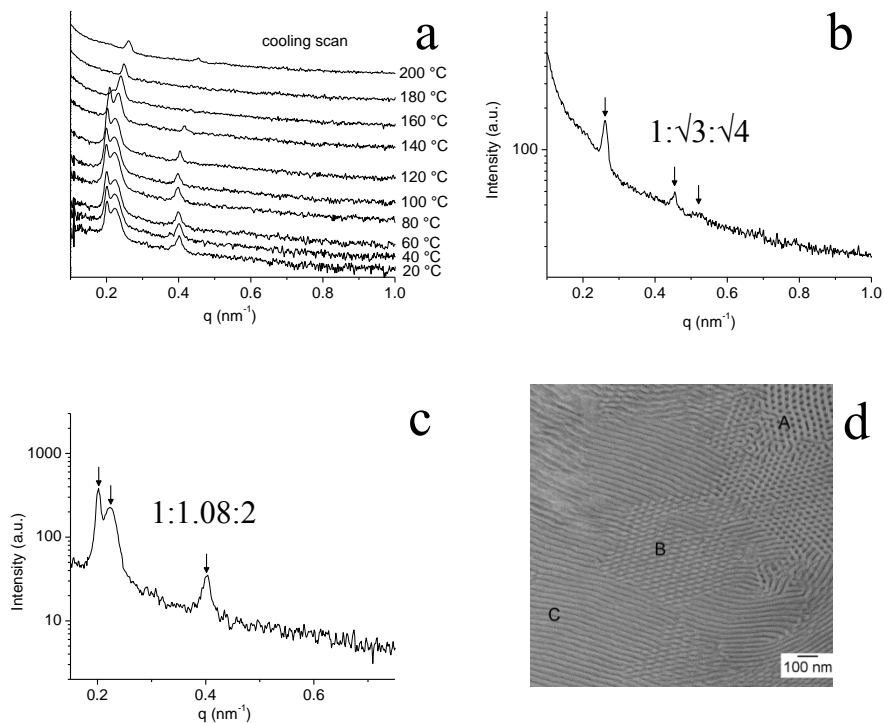 a
cooling scan
200 °C
180 °C
160 °C
140 °C
120 °C
100 °C
80 °C
60 °C
40 °C
20 °C
0.2 0.4 0.6 0.8 1.0
q (nm-1)
b
1:√3:√4
100
Intensity (a.u.)
0.2 0.4 0.6 0.8 1.0
q (nm-1)
c
1:1.08:2
1000
100
10
Intensity (a.u.)
0.2 0.4 0.6
q (nm-1)
d
A
B
C
100 nm